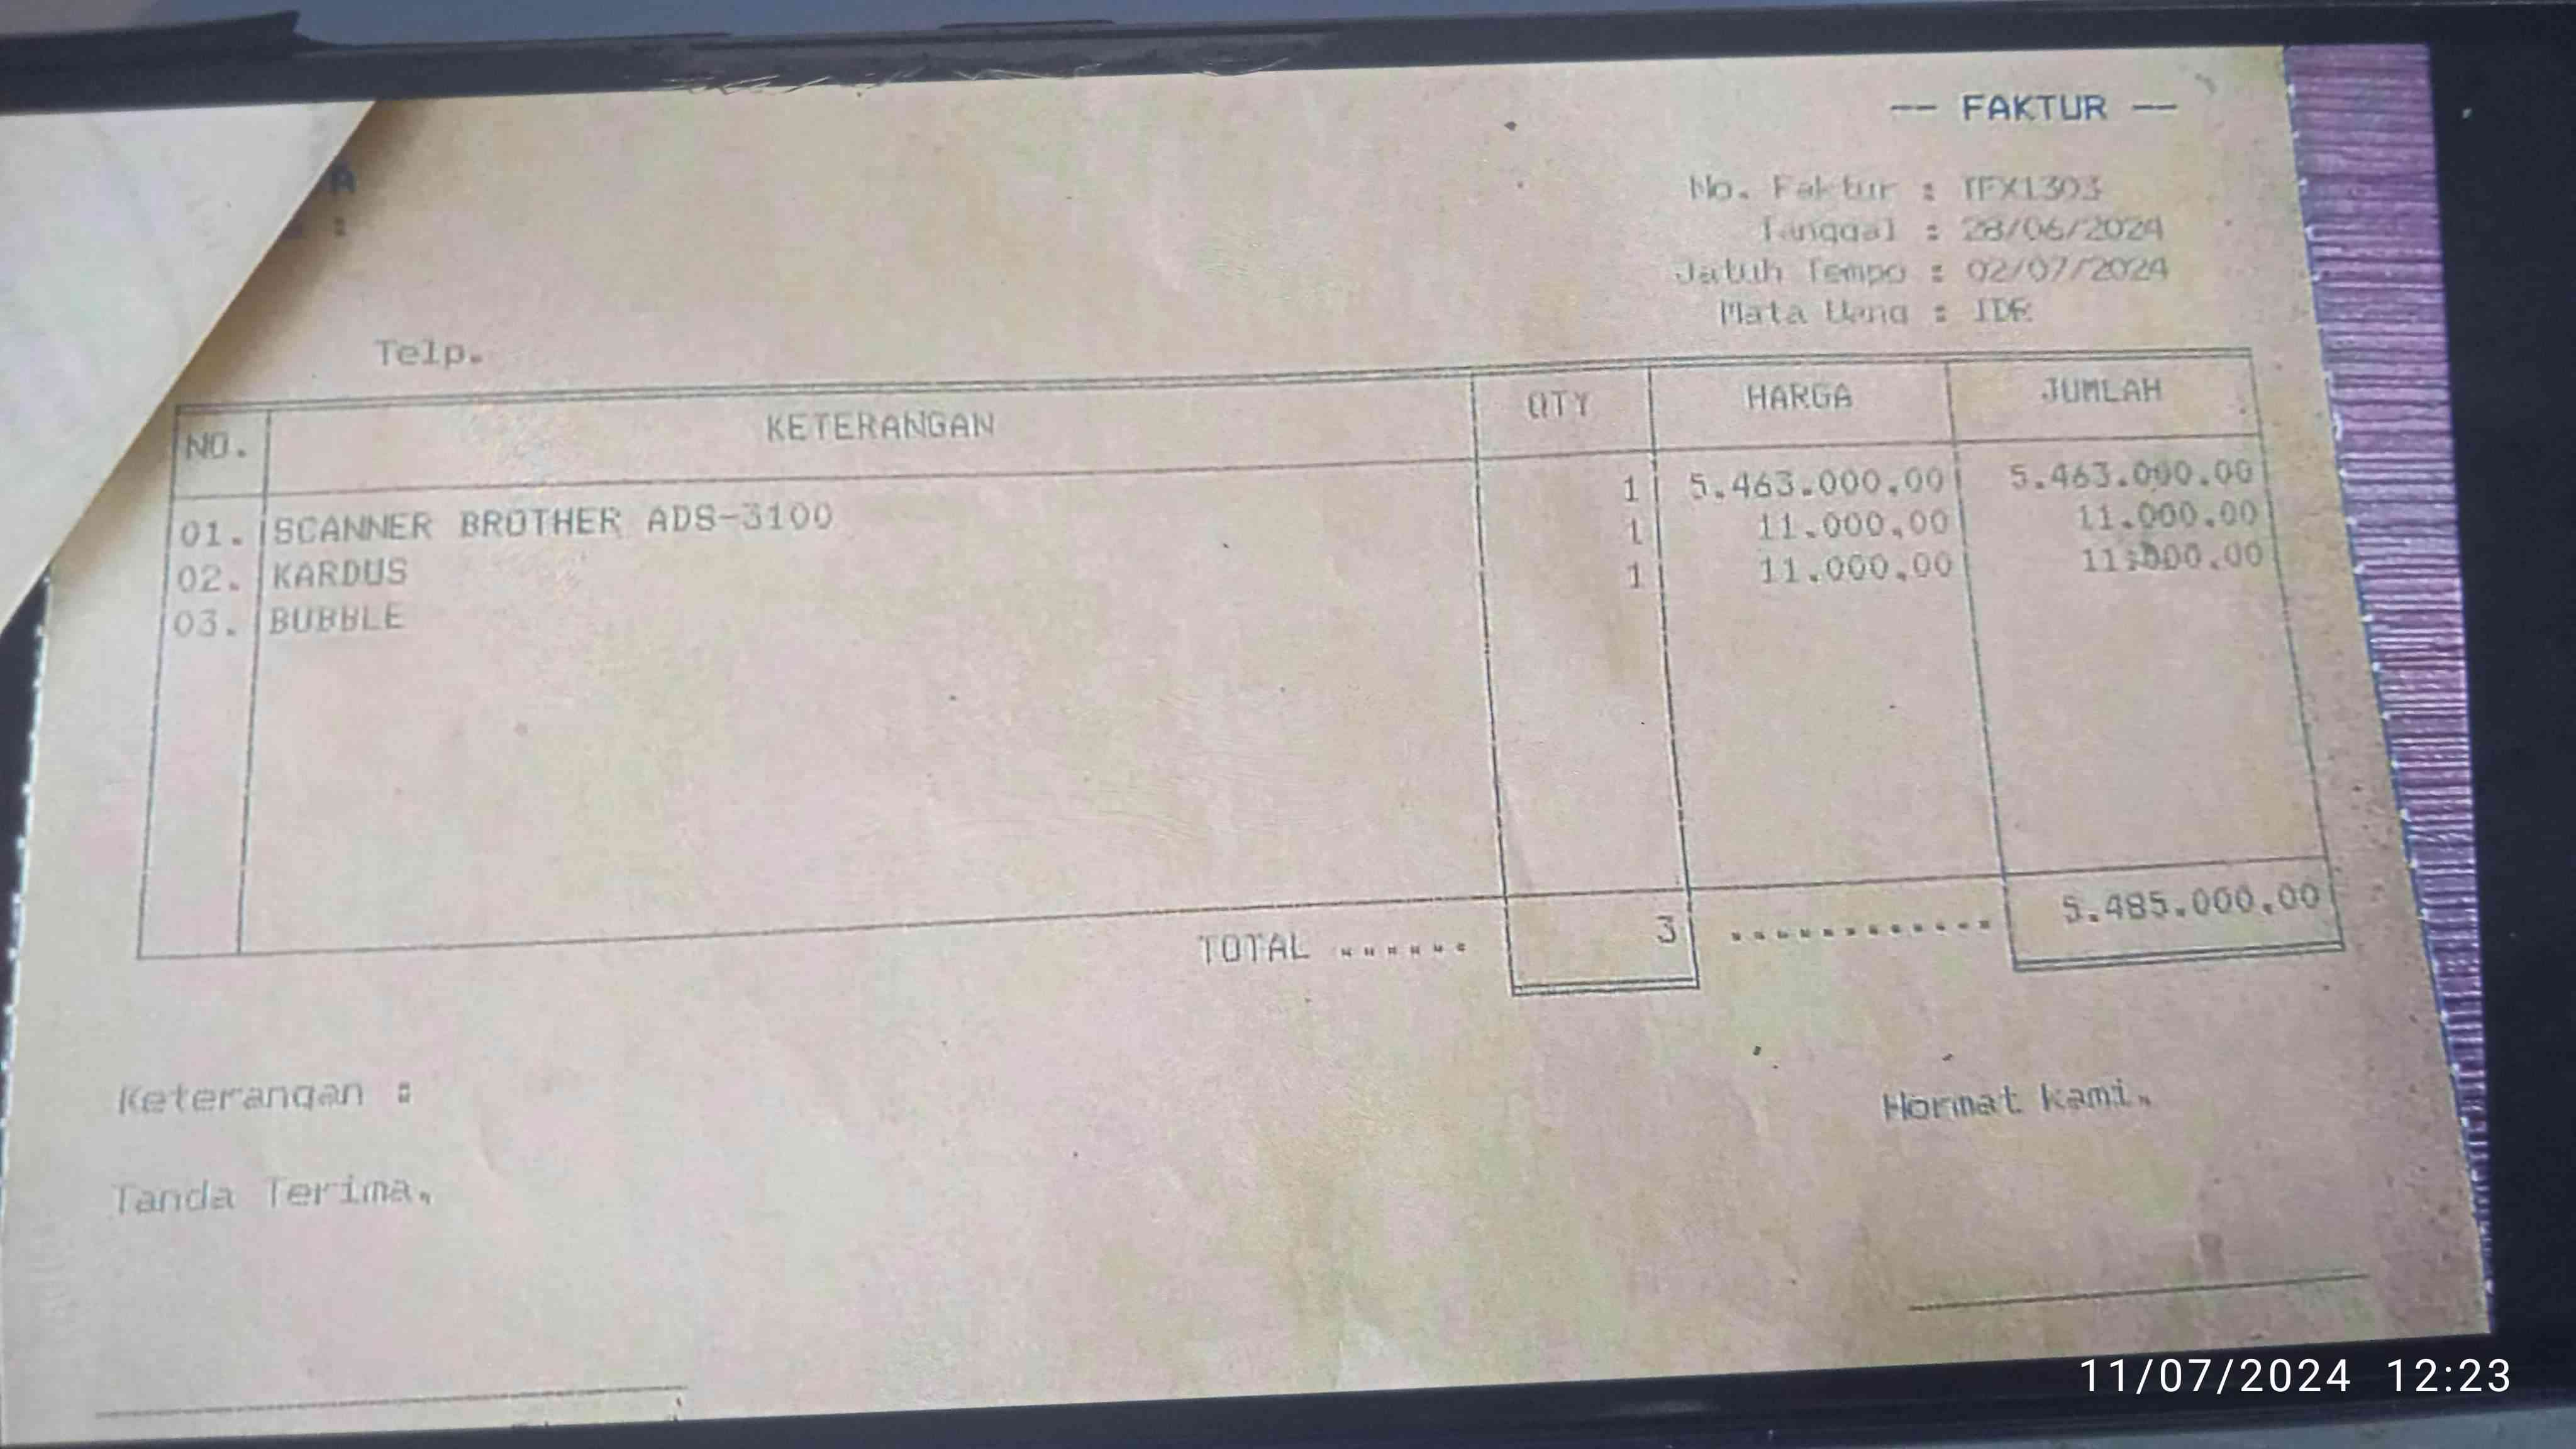 -- FAKTUR --
A
:
No. Faktur : IFX1303
Tanggal : 28/06/2024
Jatuh Tempo : 02/07/2024
Mata Uang : IDR
Telp.
NO. KETERANGAN QTY HARGA JUMLAH
01. SCANNER BROTHER ADS-3100 1 5.463.000,00 5.463.000.00
02. KARDUS 1 11.000,00 11.000.00
03. BUBBLE 1 11.000,00 11.000.00
TOTAL ...... 3 ............ 5.485.000,00
Keterangan :
Hormat kami,
Tanda Terima,
11/07/2024 12:23